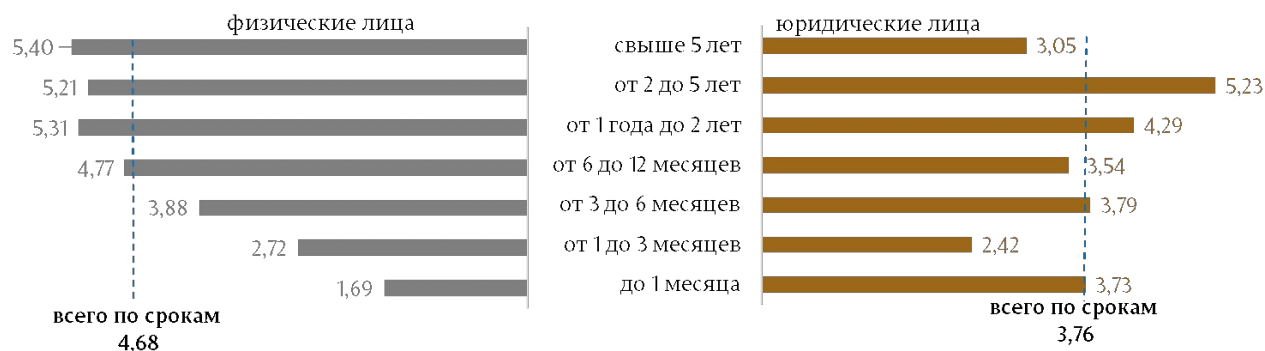 физические лица
юридические лица
5,40 свыше 5 лет 3,05
5,21 от 2 до 5 лет 5,23
5,31 от 1 года до 2 лет 4,29
4,77 от 6 до 12 месяцев 3,54
3,88 от 3 до 6 месяцев 3,79
2,72 от 1 до 3 месяцев 2,42
1,69 до 1 месяца 3,73
всего по срокам
4,68
всего по срокам
3,76